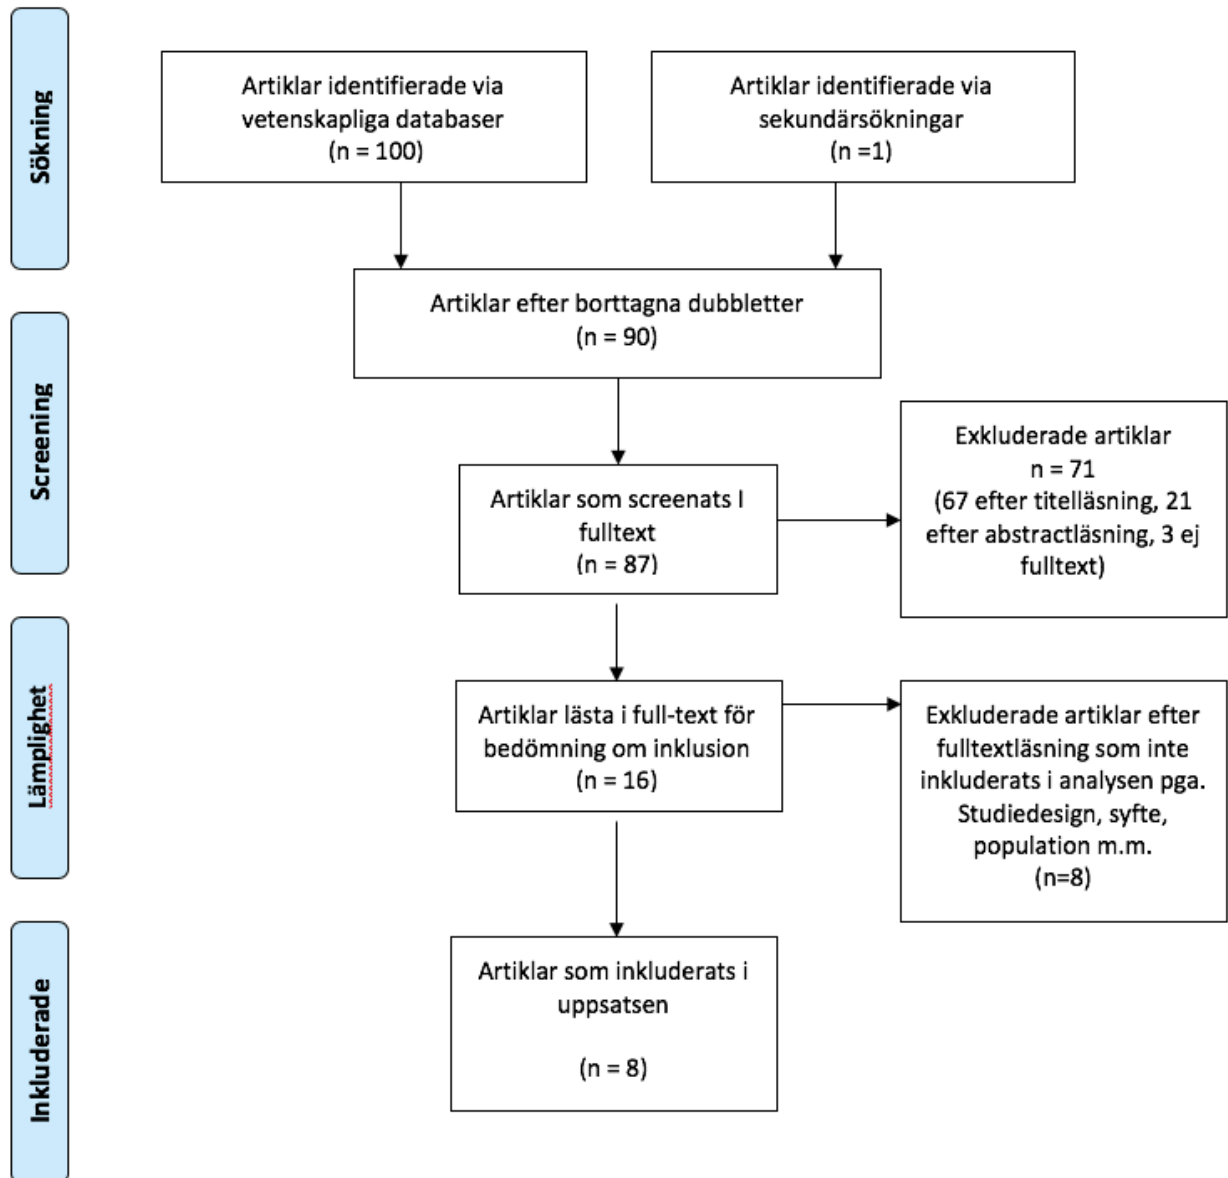 Sökning
Artiklar identifierade via
vetenskapliga databaser
(n = 100)
Artiklar identifierade via
sekundärsökningar
(n =1)
Artiklar efter borttagna dubbletter
(n = 90)
Screening
Artiklar som screenats I
fulltext
(n = 87)
Exkluderade artiklar
n = 71
(67 efter titelläsning, 21
efter abstractläsning, 3 ej
fulltext)
Lämplighet
Artiklar lästa i full-text för
bedömning om inklusion
(n = 16)
Exkluderade artiklar efter
fulltextläsning som inte
inkluderats i analysen pga.
Studiedesign, syfte,
population m.m.
(n=8)
Inkluderade
Artiklar som inkluderats i
uppsatsen
(n = 8)